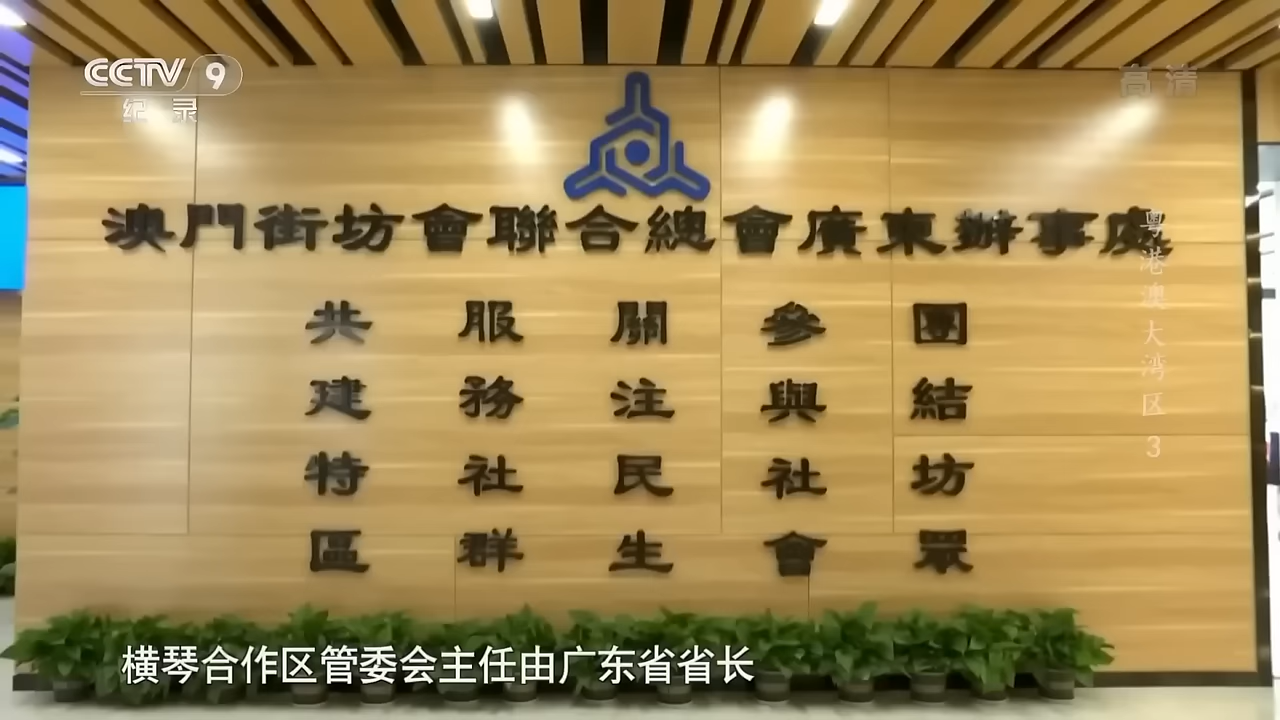 CCTV 9
纪录
高清
澳門街坊會聯合總會廣東辦事處
團結坊眾
參與社會
關注民生
服務社群
共建特區
粤港澳大湾区 3
横琴合作区管委会主任由广东省省长